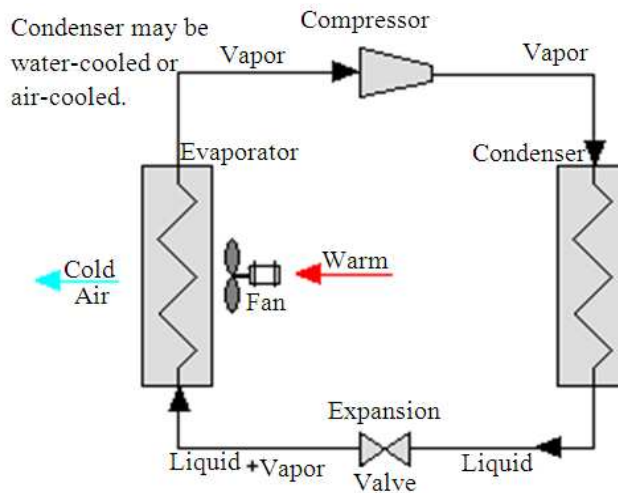 Condenser may be
water-cooled or
air-cooled.
Compressor
Vapor
Vapor
Evaporator
Condenser
Cold
Air
Fan
Warm
Expansion
Valve
Liquid +Vapor
Liquid